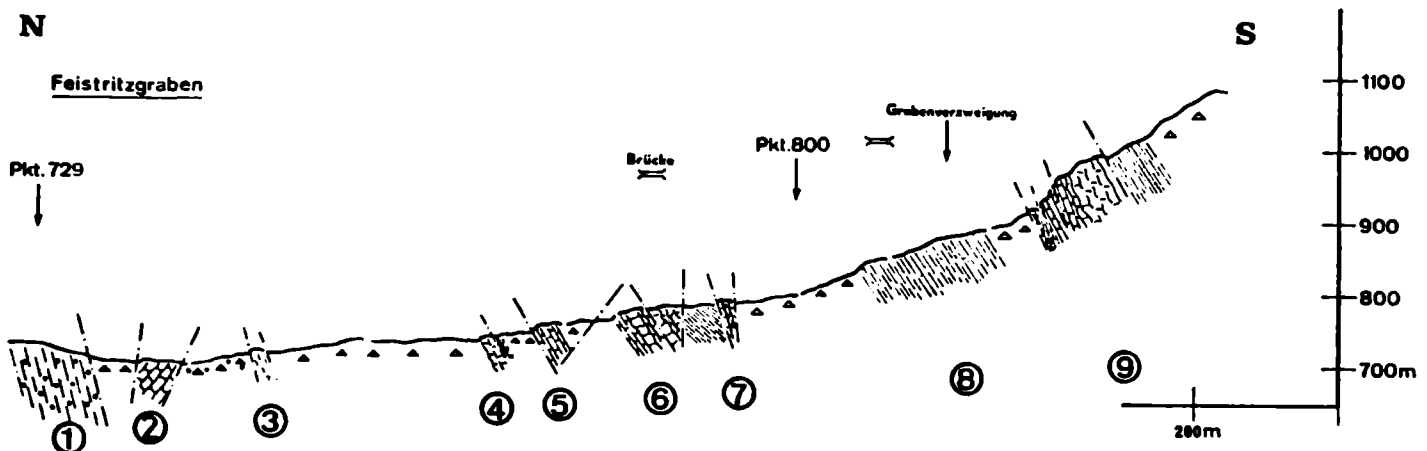 N
S
Feistritzgraben
1100
Grabenverzweigung
Pkt. 800
Brücke
1000
Pkt. 729
900
800
700m
① ② ③ ④ ⑤ ⑥ ⑦ ⑧ ⑨
200m